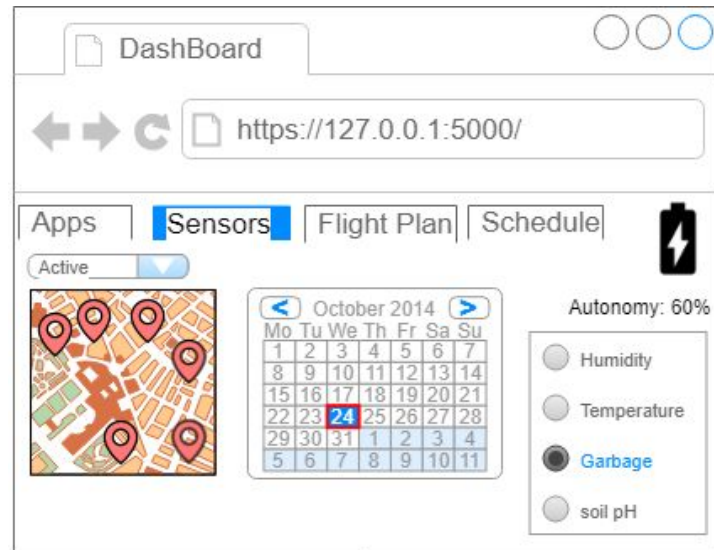 DashBoard
https://127.0.0.1:5000/
Apps Sensors Flight Plan Schedule
Active
Autonomy: 60%
< October 2014 >
Mo Tu We Th Fr Sa Su
1 2 3 4 5 6 7
8 9 10 11 12 13 14
15 16 17 18 19 20 21
22 23 24 25 26 27 28
29 30 31 1 2 3 4
5 6 7 8 9 10 11
Humidity
Temperature
Garbage
soil pH